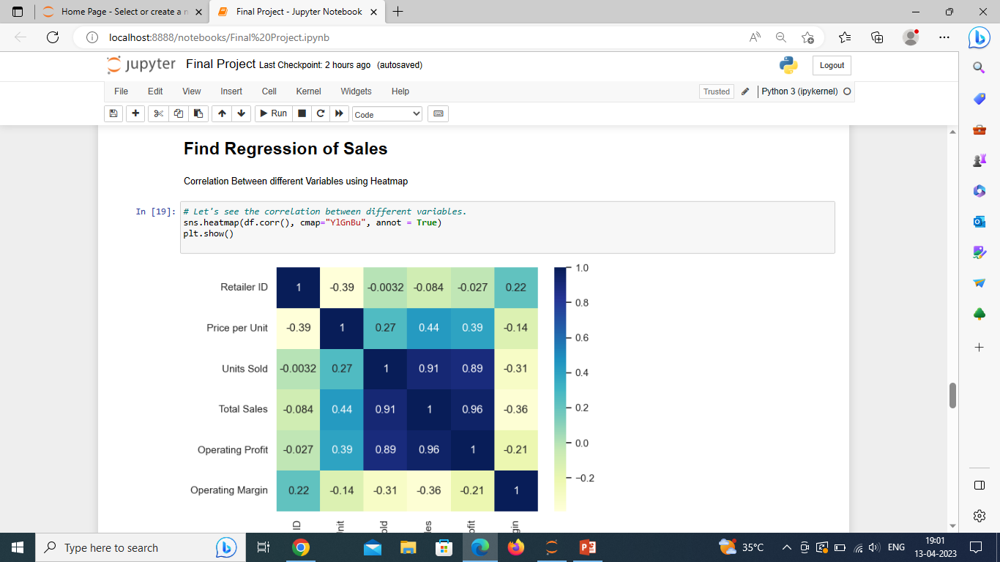 Home Page - Select or create a n
Final Project - Jupyter Notebook
localhost:8888/notebooks/Final%20Project.ipynb
jupyter Final Project Last Checkpoint: 2 hours ago (autosaved)
Logout
File Edit View Insert Cell Kernel Widgets Help
Trusted
Python 3 (ipykernel)
Run
Code
Find Regression of Sales
Correlation Between different Variables using Heatmap
In [19]:
# Let's see the correlation between different variables.
sns.heatmap(df.corr(), cmap="YlGnBu", annot = True)
plt.show()
Retailer ID 1 -0.39 -0.0032 -0.084 -0.027 0.22
Price per Unit -0.39 1 0.27 0.44 0.39 -0.14
Units Sold -0.0032 0.27 1 0.91 0.89 -0.31
Total Sales -0.084 0.44 0.91 1 0.96 -0.36
Operating Profit -0.027 0.39 0.89 0.96 1 -0.21
Operating Margin 0.22 -0.14 -0.31 -0.36 -0.21 1
1.0
0.8
0.6
0.4
0.2
0.0
−0.2
ID nit old les ofit gin
Type here to search
35°C
ENG
19:01
13-04-2023